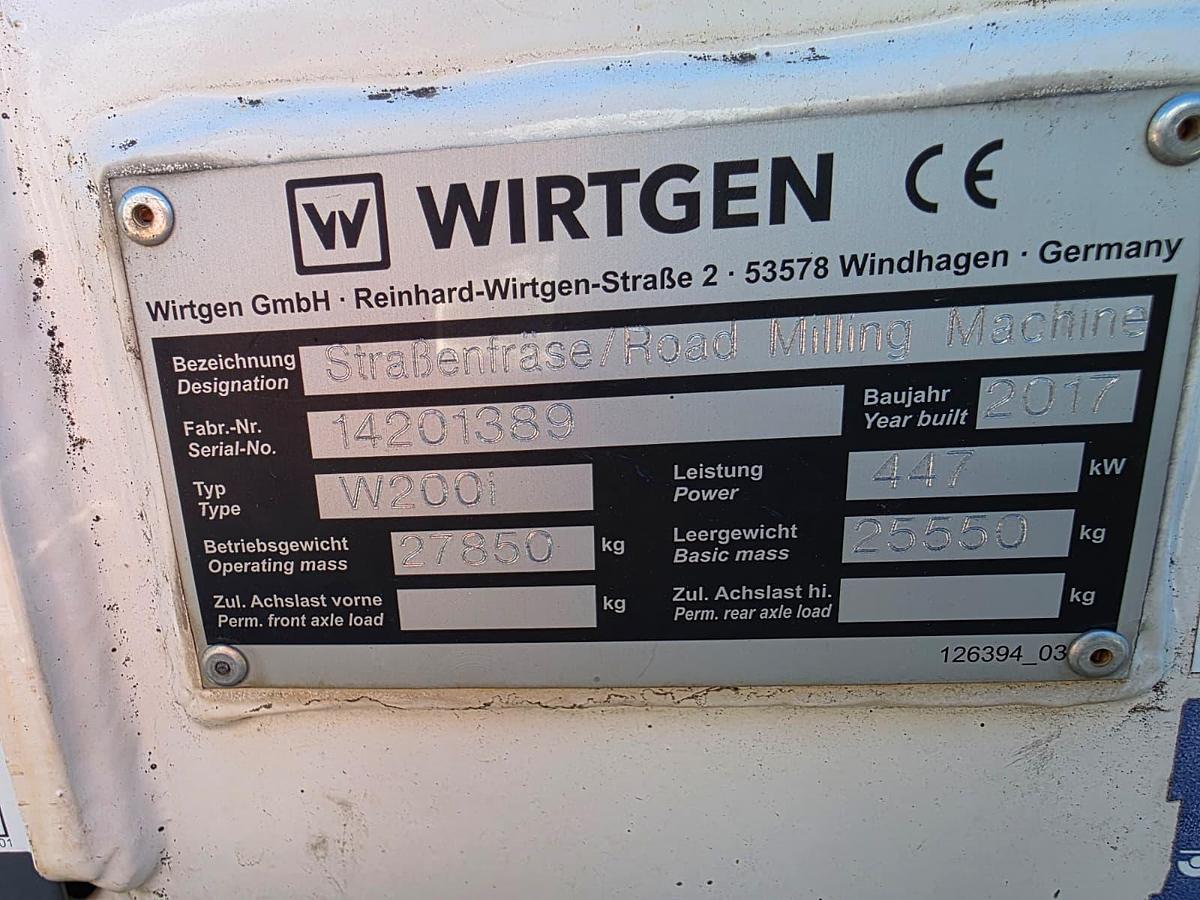 W WIRTGEN CE
Wirtgen GmbH · Reinhard-Wirtgen-Straße 2 · 53578 Windhagen · Germany
Bezeichnung
Designation
Straßenfräse/Road Milling Machine
Fabr.-Nr.
Serial-No.
14201389
Baujahr
Year built
2017
Typ
Type
W200i
Leistung
Power
447 kW
Betriebsgewicht
Operating mass
27850 kg
Leergewicht
Basic mass
25550 kg
Zul. Achslast vorne
Perm. front axle load
kg
Zul. Achslast hi.
Perm. rear axle load
kg
126394_03
01